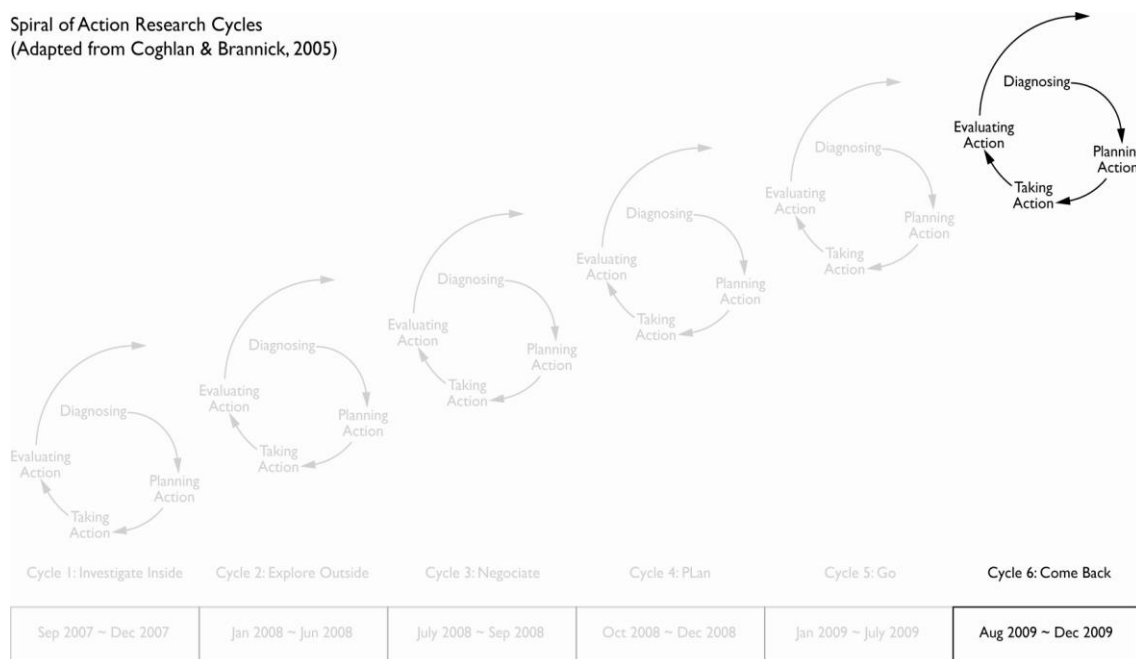 Spiral of Action Research Cycles
(Adapted from Coghlan & Brannick, 2005)
Diagnosing
Evaluating
Action
Planning
Action
Taking
Action
Diagnosing
Evaluating
Action
Planning
Action
Taking
Action
Diagnosing
Evaluating
Action
Planning
Action
Taking
Action
Diagnosing
Evaluating
Action
Planning
Action
Taking
Action
Diagnosing
Evaluating
Action
Planning
Action
Taking
Action
Diagnosing
Evaluating
Action
Planning
Action
Taking
Action
Cycle 1: Investigate Inside
Cycle 2: Explore Outside
Cycle 3: Negociate
Cycle 4: PLan
Cycle 5: Go
Cycle 6: Come Back
Sep 2007 ~ Dec 2007
Jan 2008 ~ Jun 2008
July 2008 ~ Sep 2008
Oct 2008 ~ Dec 2008
Jan 2009 ~ July 2009
Aug 2009 ~ Dec 2009